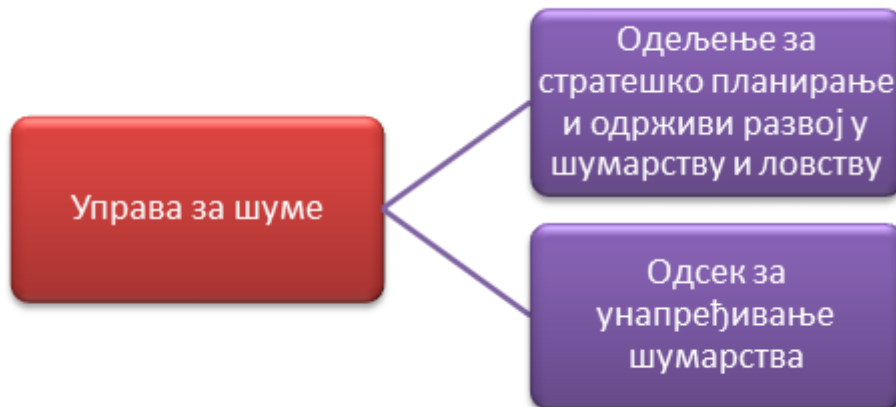 Управа за шуме
Одељење за
стратешко планирање
и одрживи развој у
шумарству и ловству
Одсек за
унапређивање
шумарства